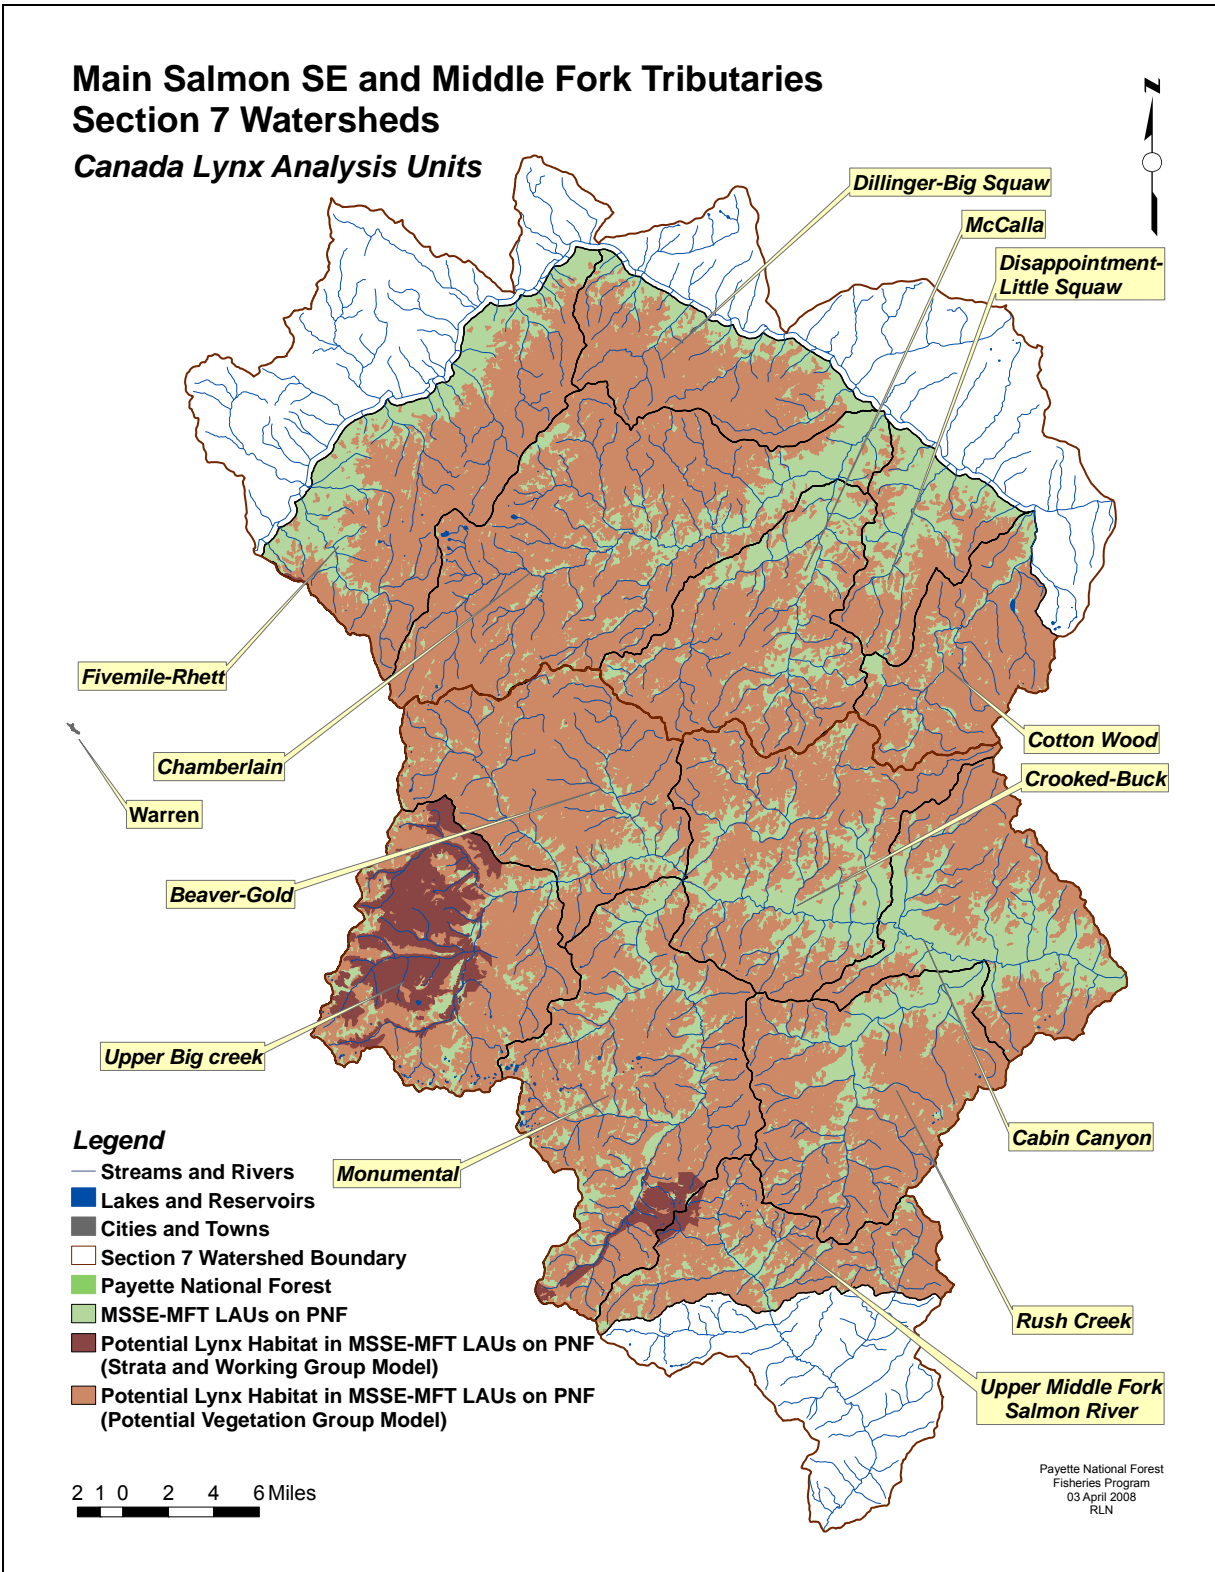 Main Salmon SE and Middle Fork Tributaries
Section 7 Watersheds
Canada Lynx Analysis Units
N
Dillinger-Big Squaw
McCalla
Disappointment-
Little Squaw
Fivemile-Rhett
Chamberlain
Warren
Cotton Wood
Crooked-Buck
Beaver-Gold
Upper Big creek
Monumental
Cabin Canyon
Rush Creek
Upper Middle Fork
Salmon River
Legend
Streams and Rivers
Lakes and Reservoirs
Cities and Towns
Section 7 Watershed Boundary
Payette National Forest
MSSE-MFT LAUs on PNF
Potential Lynx Habitat in MSSE-MFT LAUs on PNF
(Strata and Working Group Model)
Potential Lynx Habitat in MSSE-MFT LAUs on PNF
(Potential Vegetation Group Model)
2 1 0 2 4 6 Miles
Payette National Forest
Fisheries Program
03 April 2008
RLN